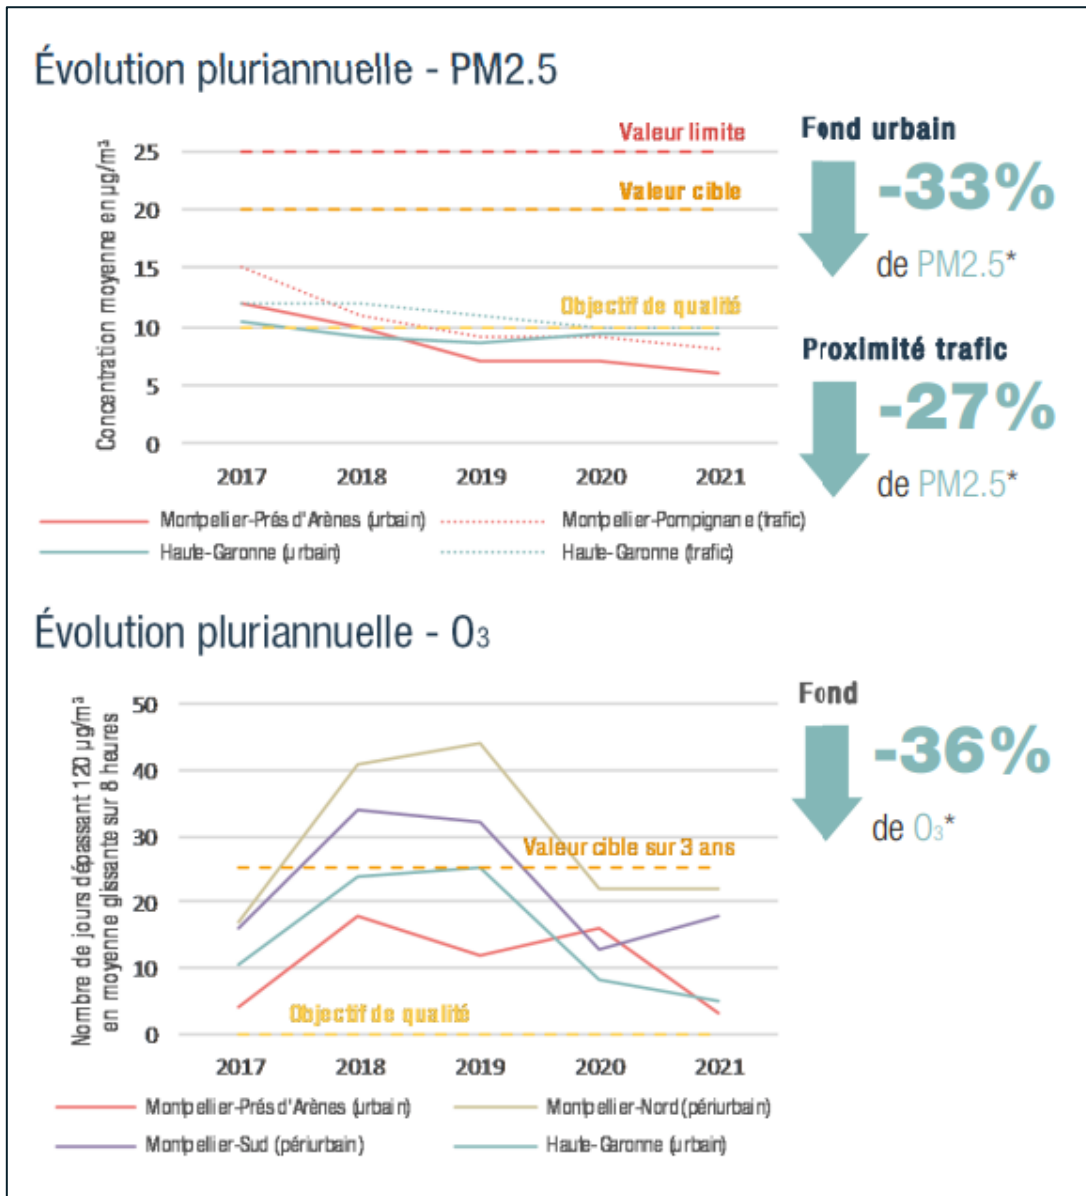 Évolution pluriannuelle - PM2.5
Concentration moyenne en µg/m³
25
20
15
10
5
0
Valeur limite
Valeur cible
Objectif de qualité
2017 2018 2019 2020 2021
Montpellier-Prés d'Arènes (urbain)
Montpellier-Pompignane (trafic)
Haute-Garonne (urbain)
Haute-Garonne (trafic)
Fond urbain
-33%
de PM2.5*
Proximité trafic
-27%
de PM2.5*
Évolution pluriannuelle - O₃
Nombre de jours dépassant 120 µg/m³
en moyenne glissante sur 8 heures
50
40
30
20
10
0
Valeur cible sur 3 ans
Objectif de qualité
2017 2018 2019 2020 2021
Montpellier-Prés d'Arènes (urbain)
Montpellier-Nord (périurbain)
Montpellier-Sud (périurbain)
Haute-Garonne (urbain)
Fond
-36%
de O₃*